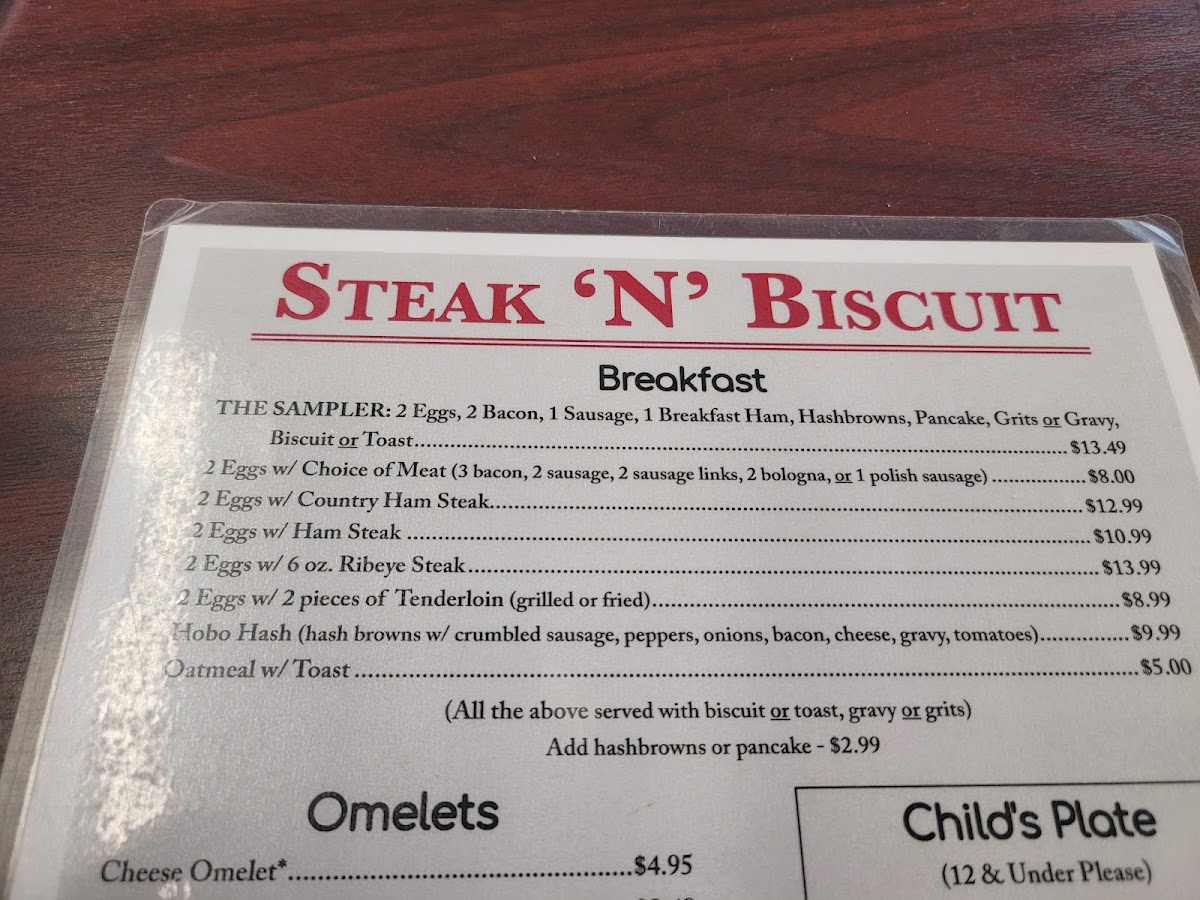 STEAK 'N' BISCUIT
Breakfast
THE SAMPLER: 2 Eggs, 2 Bacon, 1 Sausage, 1 Breakfast Ham, Hashbrowns, Pancake, Grits or Gravy,
Biscuit or Toast.......... $13.49
2 Eggs w/ Choice of Meat (3 bacon, 2 sausage, 2 sausage links, 2 bologna, or 1 polish sausage) .......... $8.00
2 Eggs w/ Country Ham Steak.......... $12.99
2 Eggs w/ Ham Steak .......... $10.99
2 Eggs w/ 6 oz. Ribeye Steak.......... $13.99
2 Eggs w/ 2 pieces of Tenderloin (grilled or fried).......... $8.99
Hobo Hash (hash browns w/ crumbled sausage, peppers, onions, bacon, cheese, gravy, tomatoes).......... $9.99
Oatmeal w/ Toast .......... $5.00
(All the above served with biscuit or toast, gravy or grits)
Add hashbrowns or pancake - $2.99
Omelets
Cheese Omelet*.......... $4.95
Child's Plate
(12 & Under Please)